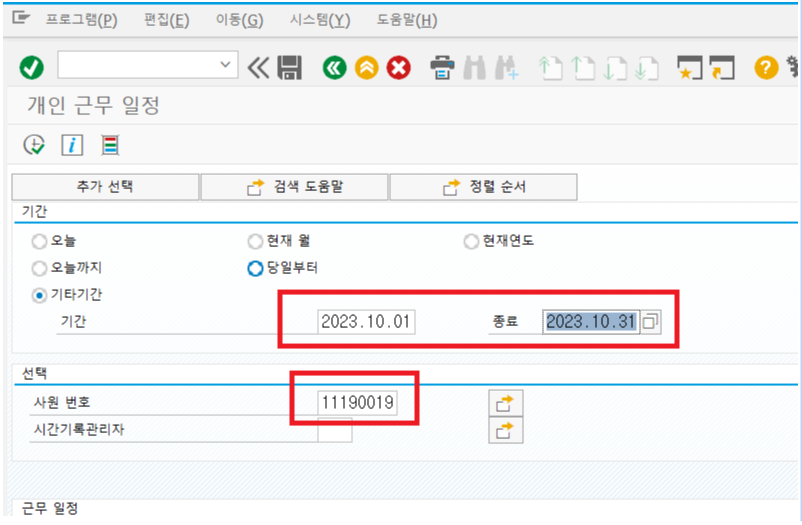 프로그램(P) 편집(E) 이동(G) 시스템(Y) 도움말(H)
개인 근무 일정
추가 선택 검색 도움말 정렬 순서
기간
오늘 현재 월 현재연도
오늘까지 당일부터
기타기간
기간 2023.10.01 종료 2023.10.31
선택
사원 번호 11190019
시간기록관리자
근무 일정